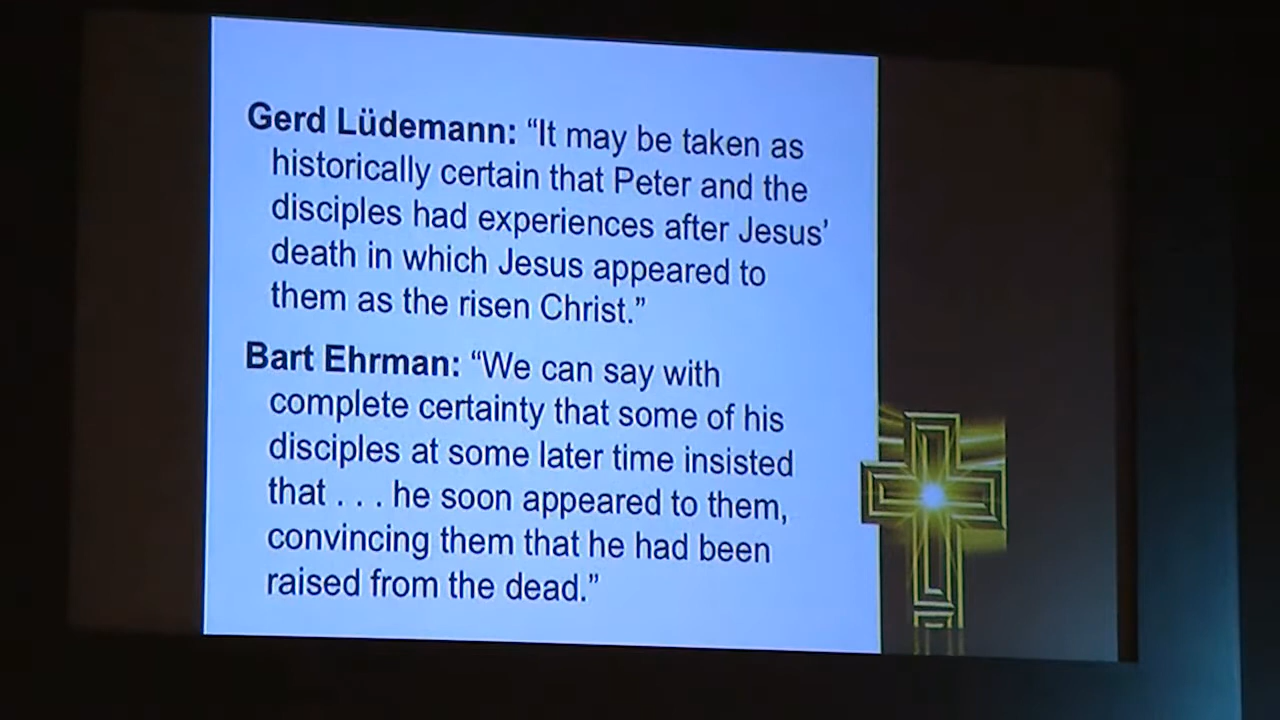 Gerd Lüdemann: “It may be taken as
historically certain that Peter and the
disciples had experiences after Jesus’
death in which Jesus appeared to
them as the risen Christ.”
Bart Ehrman: “We can say with
complete certainty that some of his
disciples at some later time insisted
that . . . he soon appeared to them,
convincing them that he had been
raised from the dead.”